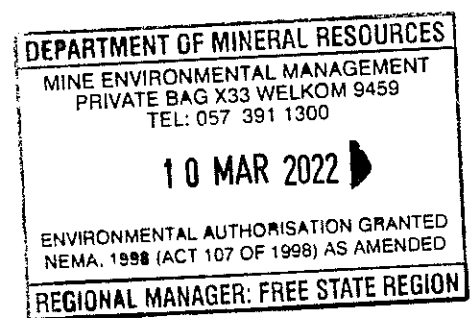 DEPARTMENT OF MINERAL RESOURCES
MINE ENVIRONMENTAL MANAGEMENT
PRIVATE BAG X33 WELKOM 9459
TEL: 057 391 1300
10 MAR 2022
ENVIRONMENTAL AUTHORISATION GRANTED
NEMA, 1998 (ACT 107 OF 1998) AS AMENDED
REGIONAL MANAGER: FREE STATE REGION